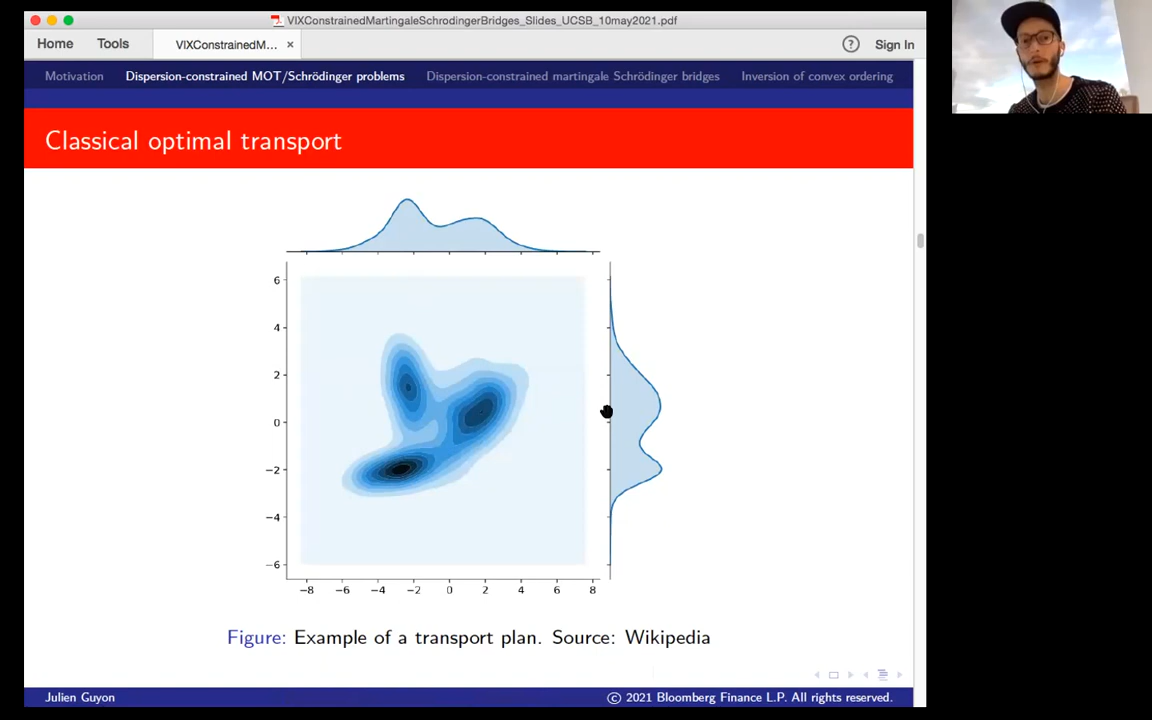 VIXConstrainedMartingaleSchrodingerBridges_Slides_UCSB_10may2021.pdf
Home Tools VIXConstrainedM... × ? Sign In
Motivation Dispersion-constrained MOT/Schrödinger problems Dispersion-constrained martingale Schrödinger bridges Inversion of convex ordering
Classical optimal transport
6
4
2
0
−2
−4
−6
−8 −6 −4 −2 0 2 4 6 8
Figure: Example of a transport plan. Source: Wikipedia
Julien Guyon © 2021 Bloomberg Finance L.P. All rights reserved.